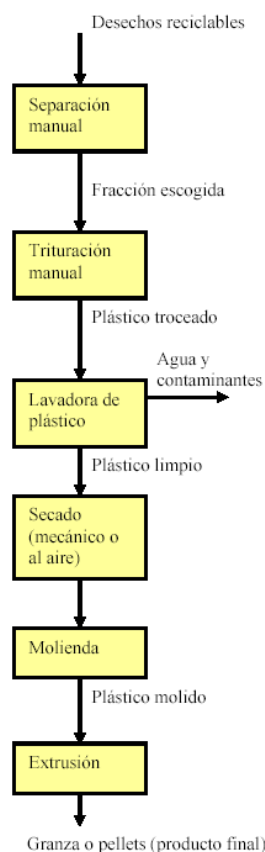 Desechos reciclables
Separación
manual
Fracción escogida
Trituración
manual
Plástico troceado
Agua y
contaminantes
Lavadora de
plástico
Plástico limpio
Secado
(mecánico o
al aire)
Molienda
Plástico molido
Extrusión
Granza o pellets (producto final)